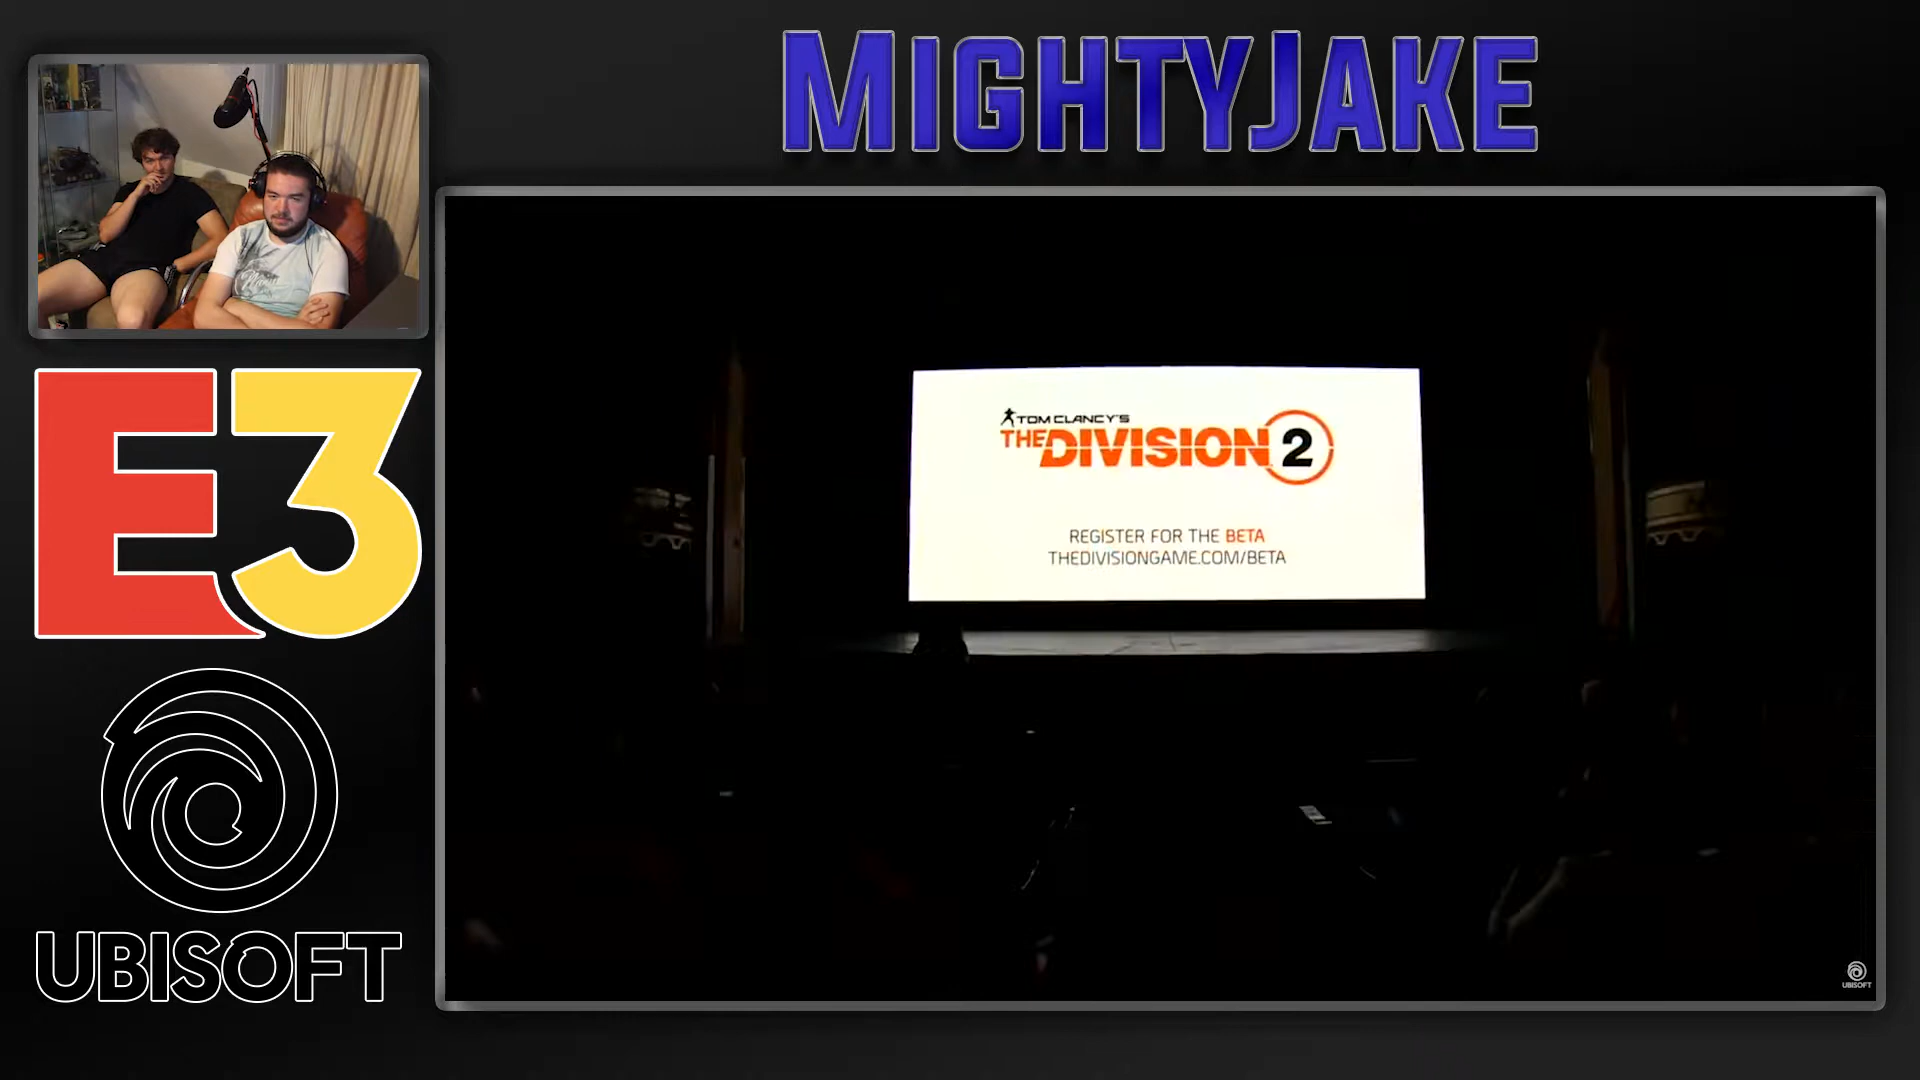 MIGHTYJAKE
E3
TOM CLANCY'S
THE DIVISION 2
REGISTER FOR THE BETA
THEDIVISIONGAME.COM/BETA
UBISOFT
UBISOFT